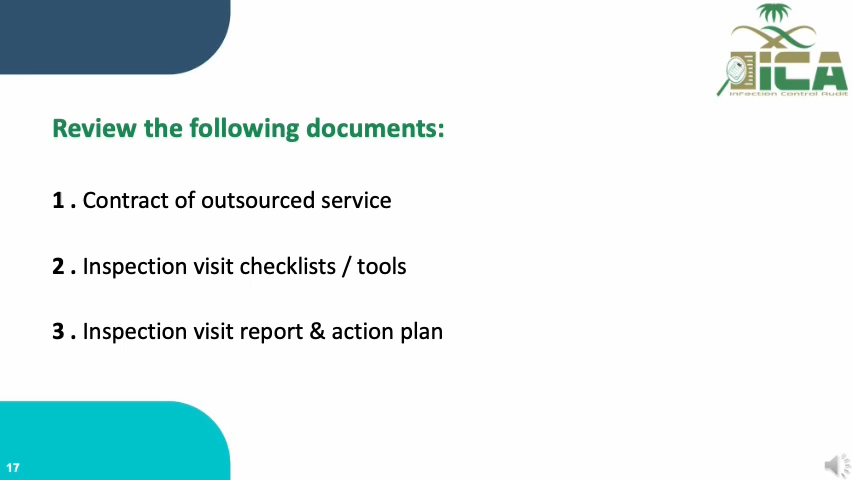 iCA
Infection Control Audit
Review the following documents:
1 . Contract of outsourced service
2 . Inspection visit checklists / tools
3 . Inspection visit report & action plan
17